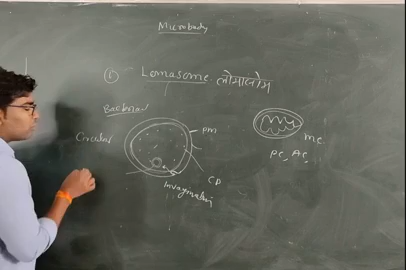 Microbody
① Lomasome लोमासोम
Bacterial
Circular
PM
CP
Invagination
mc.
PC, AC,